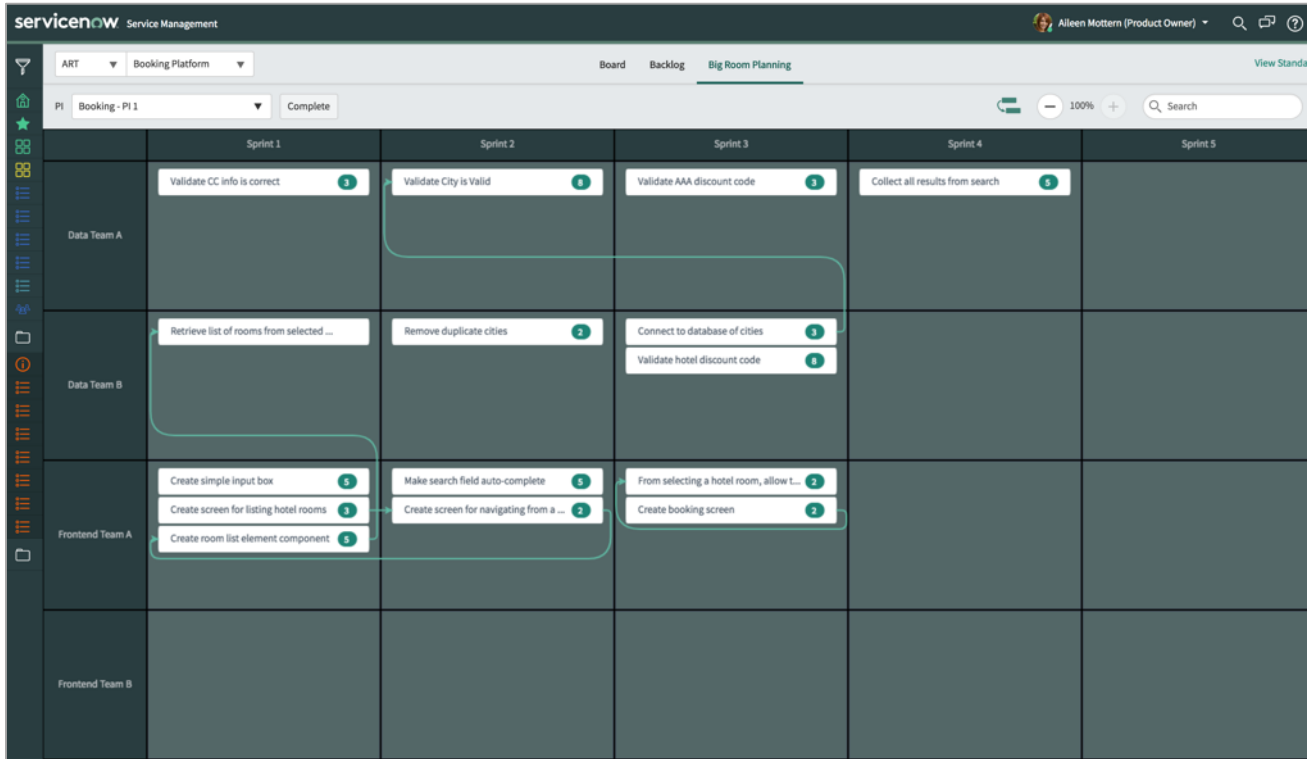 servicenow Service Management
Aileen Mottern (Product Owner)
ART
Booking Platform
Board
Backlog
Big Room Planning
View Standa
PI
Booking - PI 1
Complete
100%
Search
Sprint 1
Sprint 2
Sprint 3
Sprint 4
Sprint 5
Data Team A
Validate CC info is correct 3
Validate City is Valid 8
Validate AAA discount code 3
Collect all results from search 5
Data Team B
Retrieve list of rooms from selected ...
Remove duplicate cities 2
Connect to database of cities 3
Validate hotel discount code 8
Frontend Team A
Create simple input box 5
Create screen for listing hotel rooms 3
Create room list element component 5
Make search field auto-complete 5
Create screen for navigating from a ... 2
From selecting a hotel room, allow t... 2
Create booking screen 2
Frontend Team B